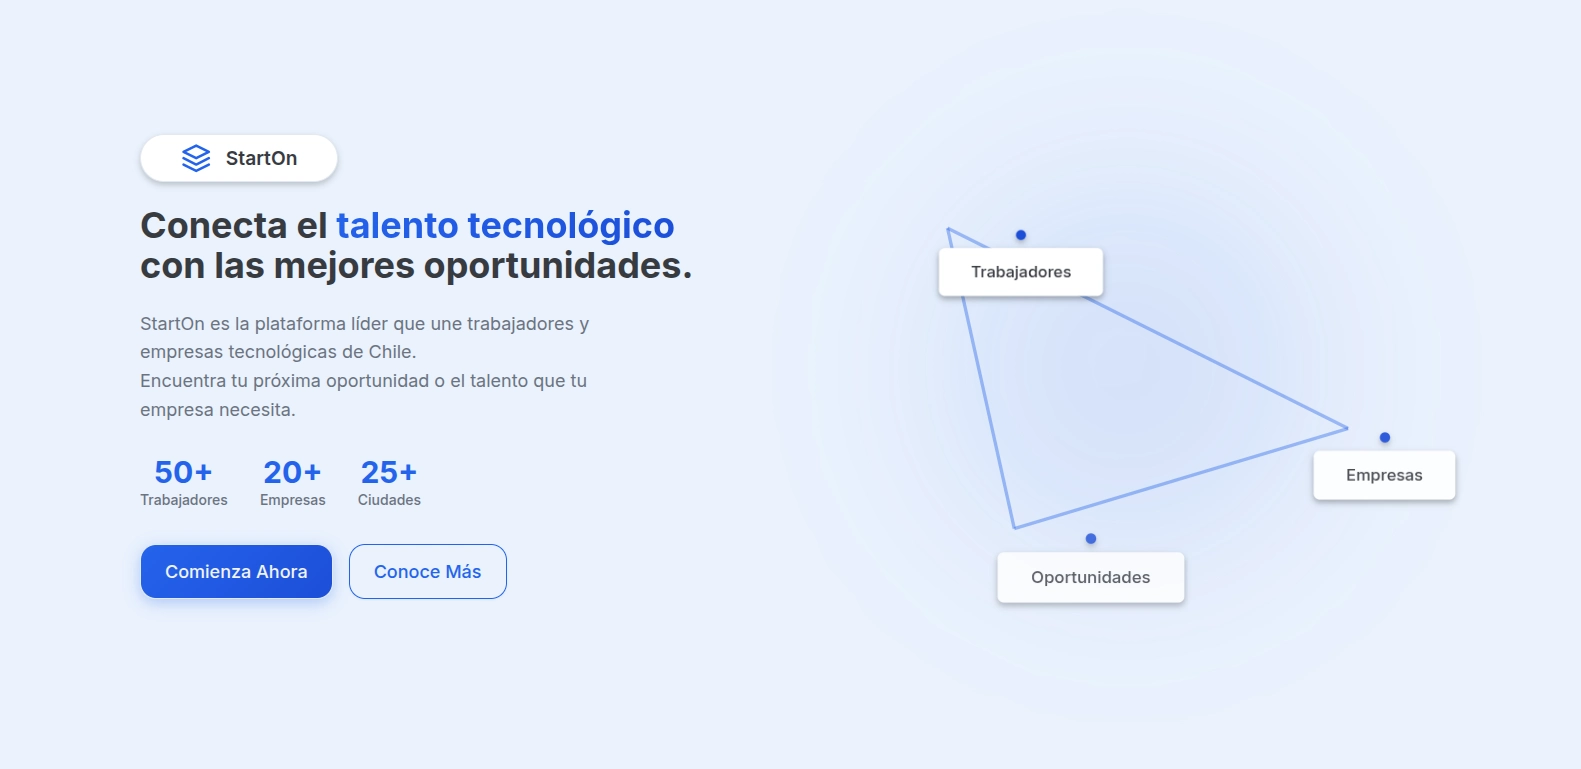 StartOn
Conecta el talento tecnológico
con las mejores oportunidades.
StartOn es la plataforma líder que une trabajadores y
empresas tecnológicas de Chile.
Encuentra tu próxima oportunidad o el talento que tu
empresa necesita.
50+ 20+ 25+
Trabajadores Empresas Ciudades
Comienza Ahora Conoce Más
Trabajadores
Empresas
Oportunidades